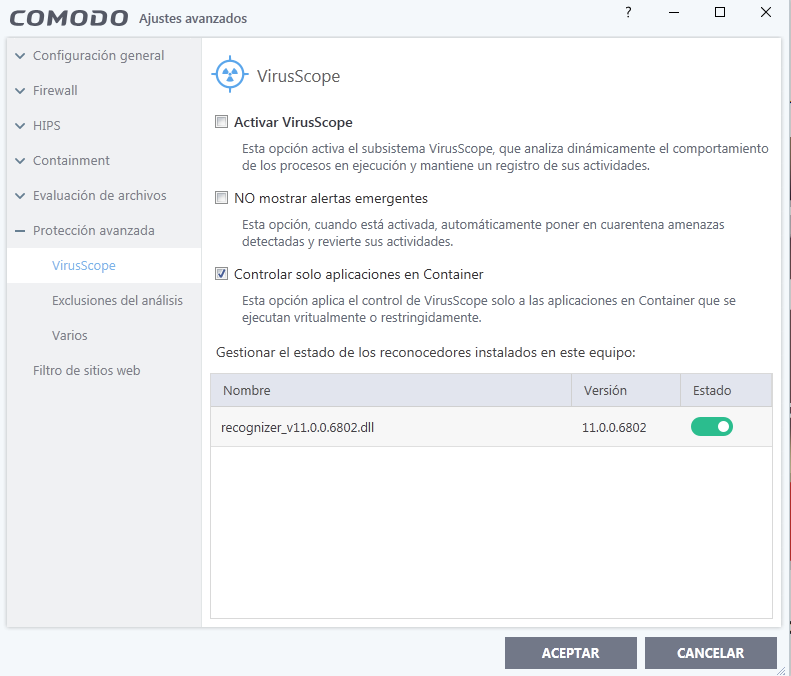 COMODO Ajustes avanzados ?
Configuración general
Firewall
HIPS
Containment
Evaluación de archivos
Protección avanzada
VirusScope
Exclusiones del análisis
Varios
Filtro de sitios web
VirusScope
Activar VirusScope
Esta opción activa el subsistema VirusScope, que analiza dinámicamente el comportamiento
de los procesos en ejecución y mantiene un registro de sus actividades.
NO mostrar alertas emergentes
Esta opción, cuando está activada, automáticamente poner en cuarentena amenazas
detectadas y revierte sus actividades.
Controlar solo aplicaciones en Container
Esta opción aplica el control de VirusScope solo a las aplicaciones en Container que se
ejecutan vritualmente o restringidamente.
Gestionar el estado de los reconocedores instalados en este equipo:
Nombre Versión Estado
recognizer_v11.0.0.6802.dll 11.0.0.6802
ACEPTAR CANCELAR